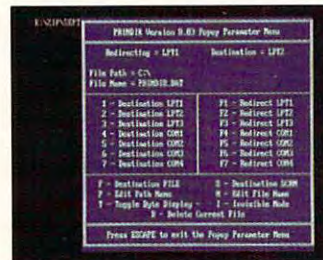 PRINDIR Version 9.03 Popup Parameter Menu
Redirecting = LPT1 Destination = LPT2
File Path = C:\
File Name = PRINDIR.DAT
1 - Destination LPT1 F1 - Redirect LPT1
2 - Destination LPT2 F2 - Redirect LPT2
3 - Destination LPT3 F3 - Redirect LPT3
4 - Destination COM1 F4 - Redirect COM1
5 - Destination COM2 F5 - Redirect COM2
6 - Destination COM3 F6 - Redirect COM3
7 - Destination COM4 F7 - Redirect COM4
F - Destination FILE S - Destination SCRN
P - Edit Path Name N - Edit File Name
T - Toggle Byte Display - I - Invisible Mode
D - Delete Current File
Press ESCAPE to exit the Popup Parameter Menu